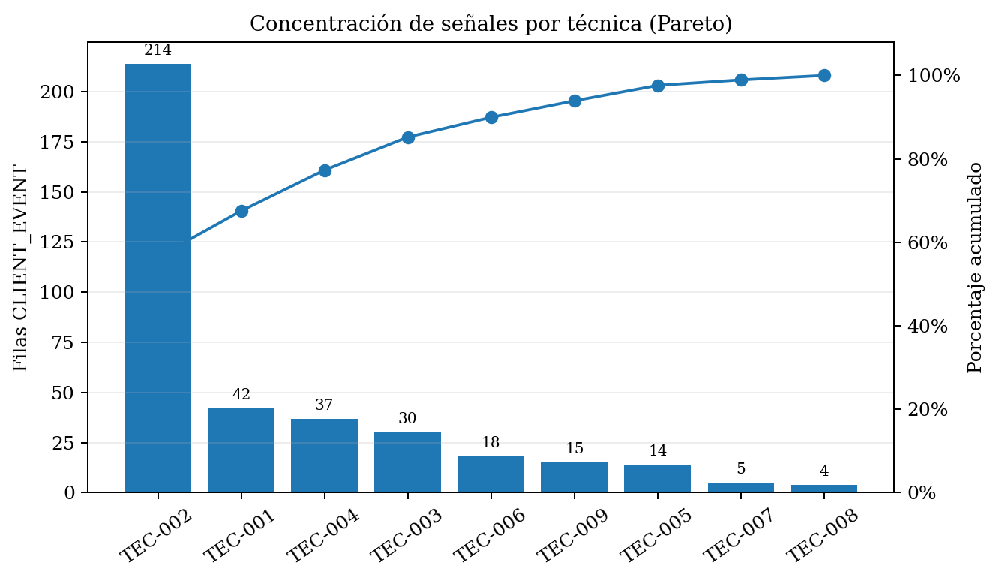 Concentración de señales por técnica (Pareto)
Filas CLIENT_EVENT
200
175
150
125
100
75
50
25
0
214
42
37
30
18
15
14
5
4
100%
80%
60%
40%
20%
0%
Porcentaje acumulado
TEC-002
TEC-001
TEC-004
TEC-003
TEC-006
TEC-009
TEC-005
TEC-007
TEC-008